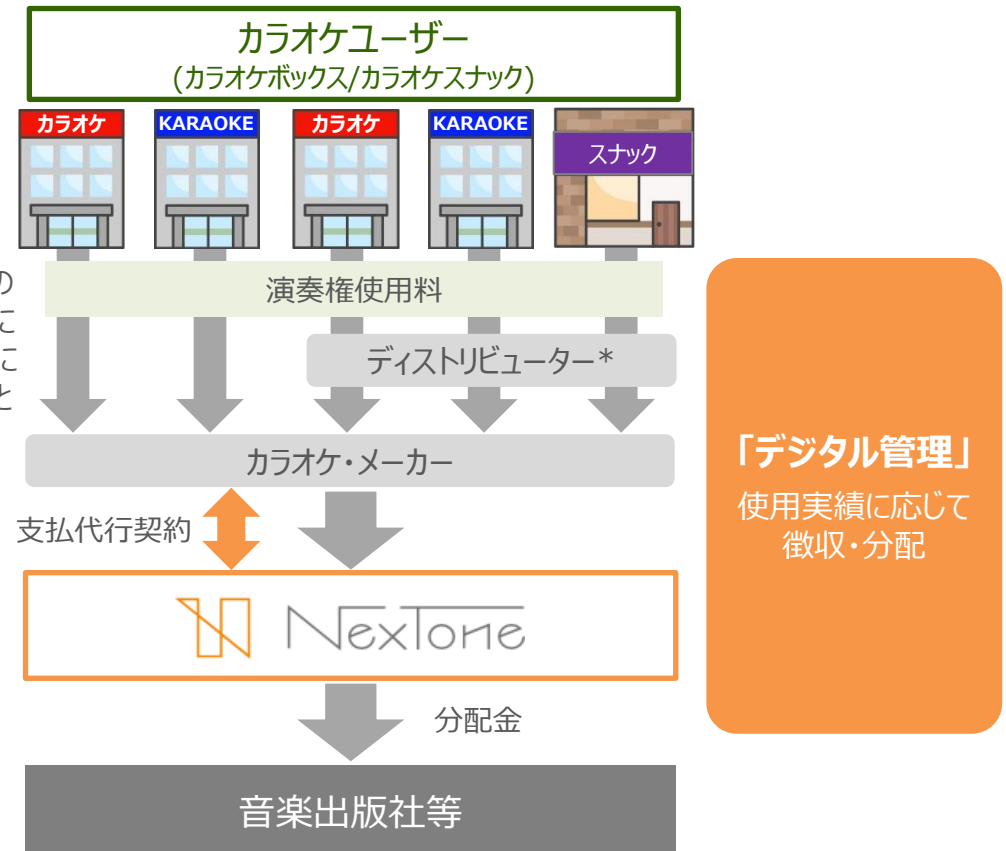 カラオケユーザー
(カラオケボックス/カラオケスナック)
カラオケ
KARAOKE
カラオケ
KARAOKE
スナック
演奏権使用料
の
に
に
と
ディストリビューター*
カラオケ・メーカー
支払代行契約
NexTone
分配金
音楽出版社等
「デジタル管理」
使用実績に応じて
徴収・分配